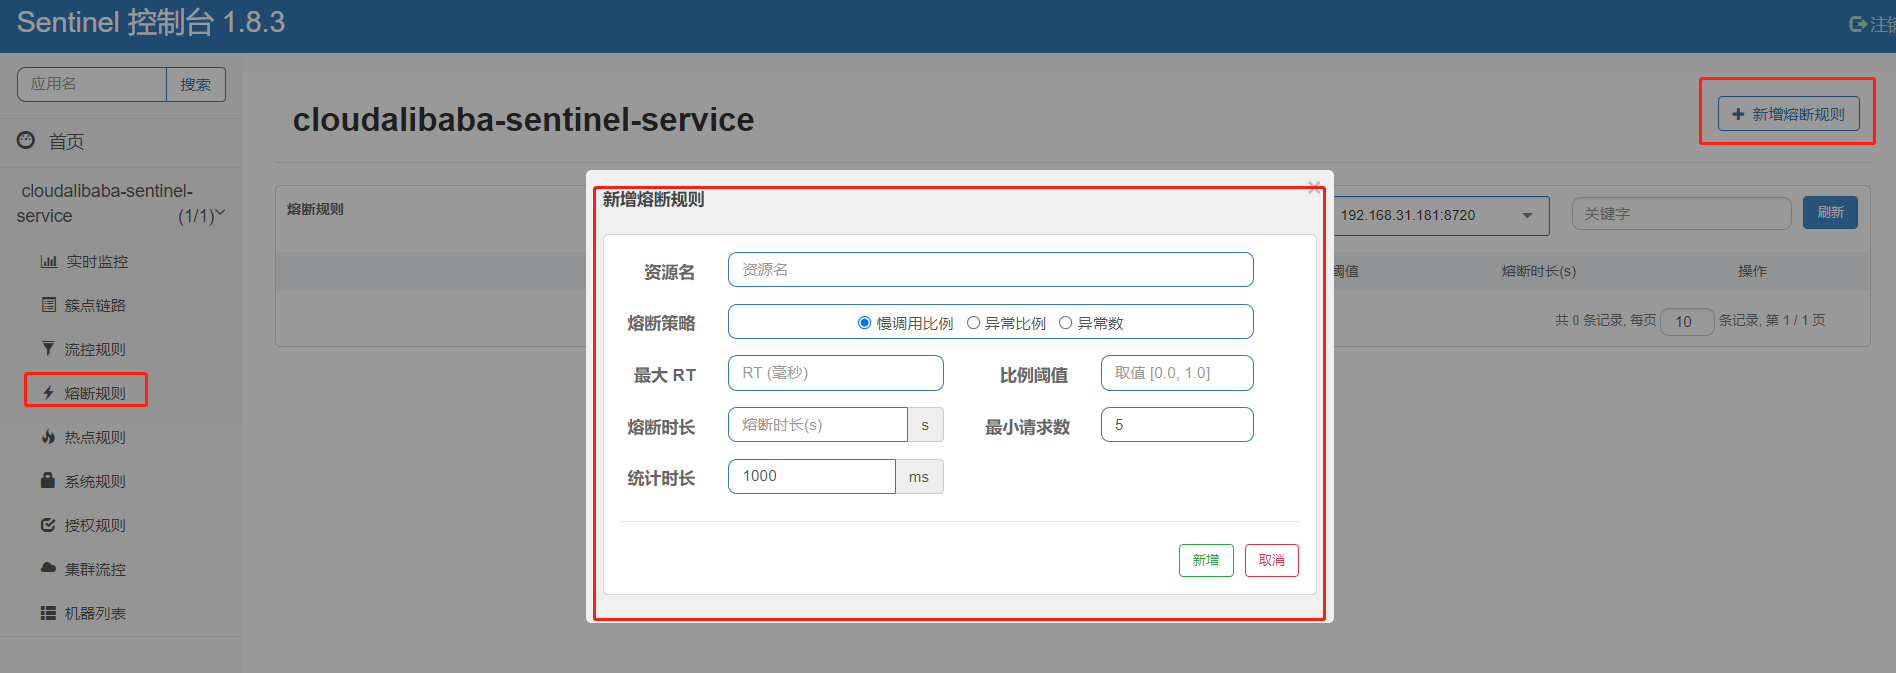 Sentinel 控制台 1.8.3
注销
应用名
搜索
首页
cloudalibaba-sentinel-
service
(1/1)
实时监控
簇点链路
流控规则
熔断规则
热点规则
系统规则
授权规则
集群流控
机器列表
cloudalibaba-sentinel-service
新增熔断规则
熔断规则
192.168.31.181:8720
关键字
刷新
阈值
熔断时长(s)
操作
共 0 条记录, 每页 10 条记录, 第 1 / 1 页
新增熔断规则
×
资源名
资源名
熔断策略
慢调用比例
异常比例
异常数
最大 RT
RT (毫秒)
比例阈值
取值 [0.0, 1.0]
熔断时长
熔断时长(s)
s
最小请求数
5
统计时长
1000
ms
新增
取消